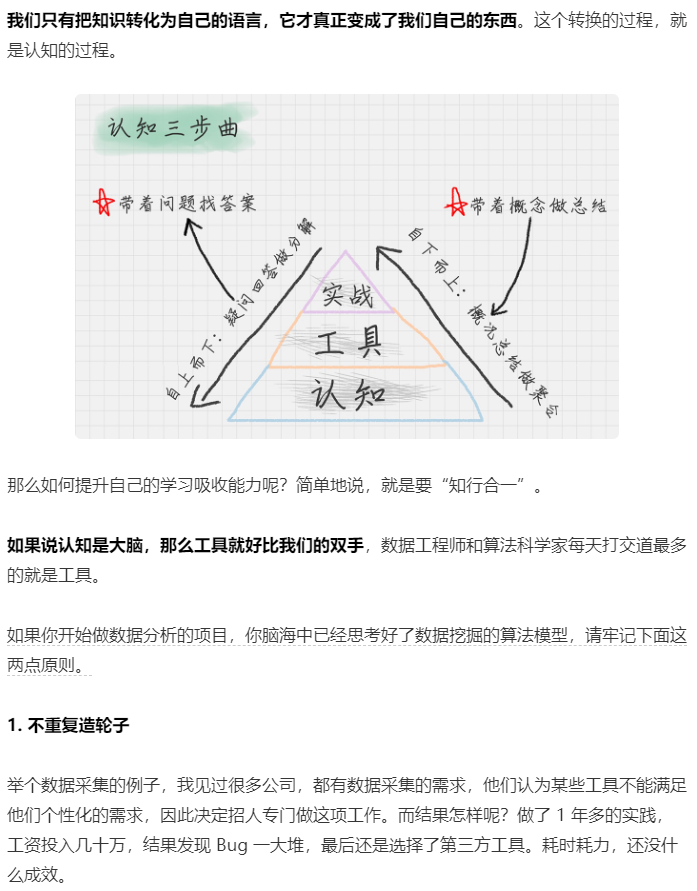 我们只有把知识转化为自己的语言，它才真正变成了我们自己的东西。这个转换的过程，就
是认知的过程。
认知三步曲
带着问题找答案
带着概念做总结
自上而下：疑问回答做分解
自下而上：概况总结做聚合
实战
工具
认知
那么如何提升自己的学习吸收能力呢？简单地说，就是要“知行合一”。
如果说认知是大脑，那么工具就好比我们的双手，数据工程师和算法科学家每天打交道最多
的就是工具。
如果你开始做数据分析的项目，你脑海中已经思考好了数据挖掘的算法模型，请牢记下面这
两点原则。
1. 不重复造轮子
举个数据采集的例子，我见过很多公司，都有数据采集的需求，他们认为某些工具不能满足
他们个性化的需求，因此决定招人专门做这项工作。而结果怎样呢？做了 1 年多的实践，
工资投入几十万，结果发现 Bug 一大堆，最后还是选择了第三方工具。耗时耗力，还没什
么成效。